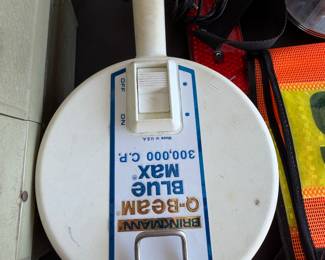 BRINKMANN®
Q-BEAM®
BLUE
MAX®
300,000 C.P.
Made in U.S.A.
ON
OFF